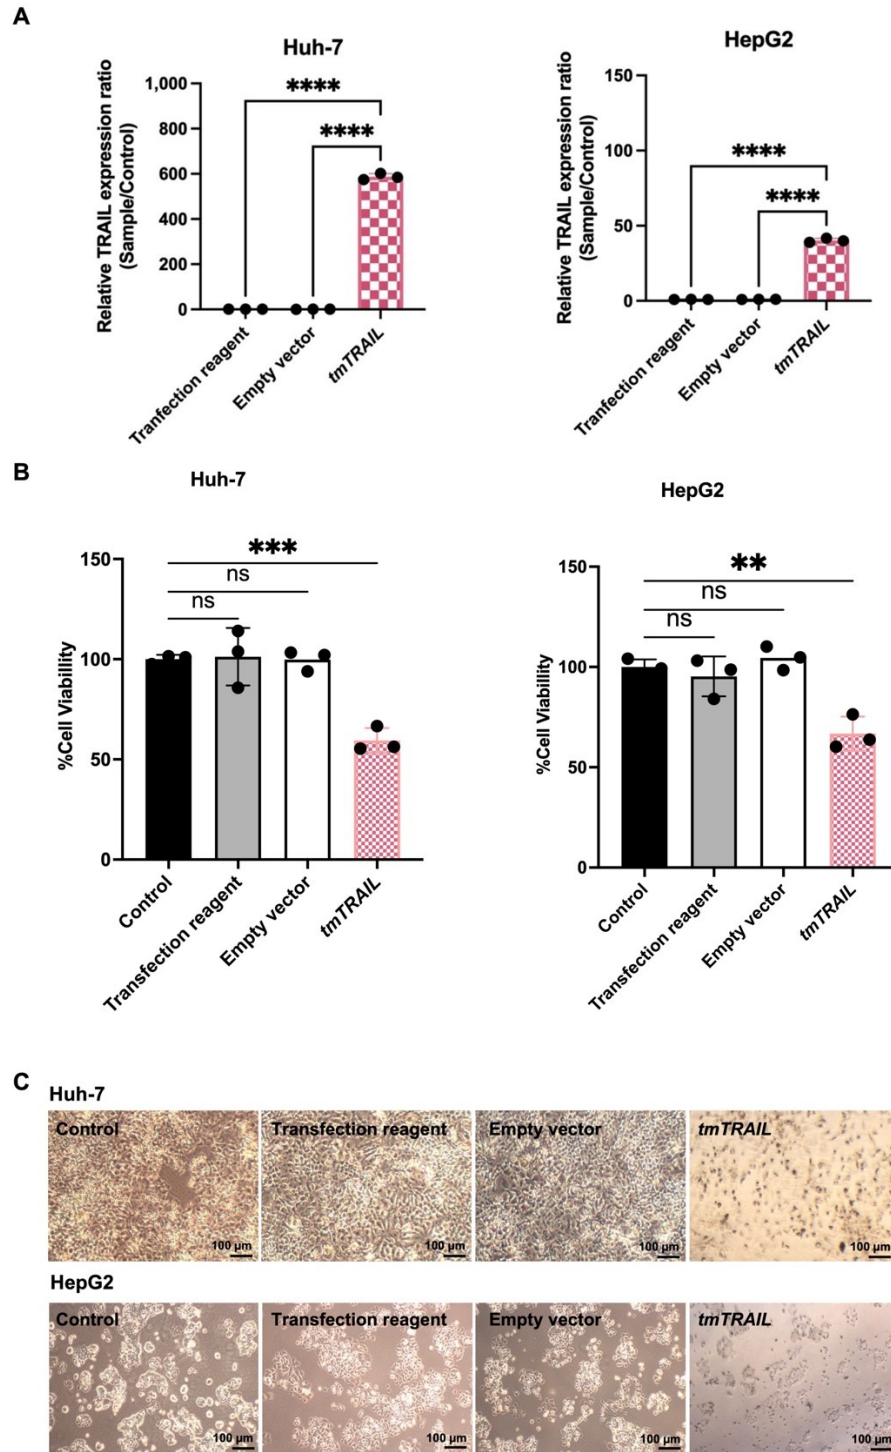 A
Huh-7
Relative TRAIL expression ratio
(Sample/Control)
1,000
800
600
400
200
0
****
****
Tranfection reagent
Empty vector
tmTRAIL
HepG2
Relative TRAIL expression ratio
(Sample/Control)
150
100
50
0
****
****
Tranfection reagent
Empty vector
tmTRAIL
B
Huh-7
%Cell Viabillity
150
100
50
0
***
ns
ns
Control
Transfection reagent
Empty vector
tmTRAIL
HepG2
%Cell Viabillity
150
100
50
0
**
ns
ns
Control
Transfection reagent
Empty vector
tmTRAIL
C
Huh-7
Control
100 µm
Transfection reagent
100 µm
Empty vector
100 µm
tmTRAIL
100 µm
HepG2
Control
100 µm
Transfection reagent
100 µm
Empty vector
100 µm
tmTRAIL
100 µm